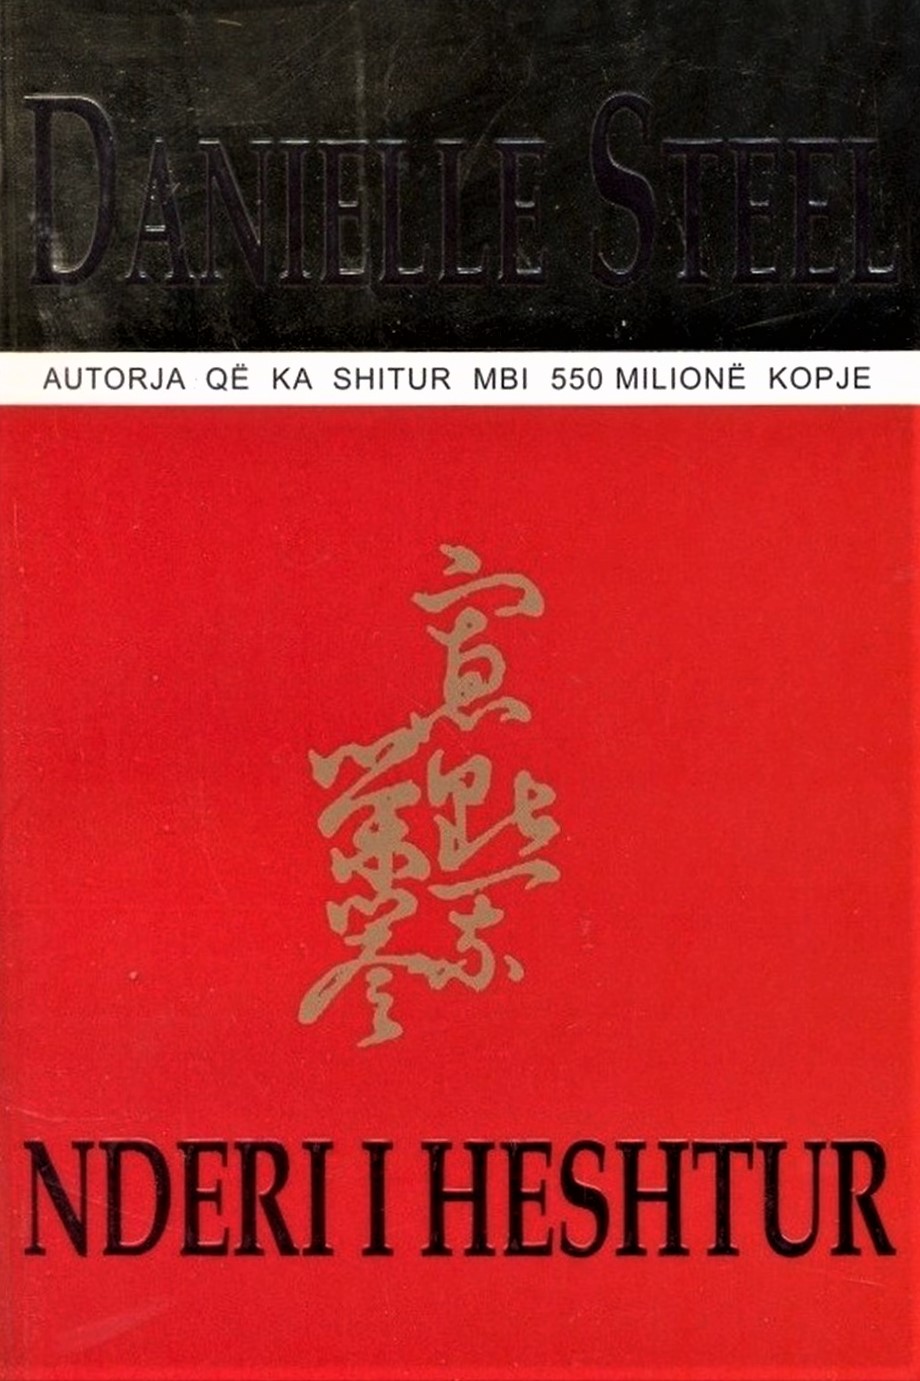 DANIELLE STEEL
AUTORJA QË KA SHITUR MBI 550 MILIONË KOPJE
NDERI I HESHTUR